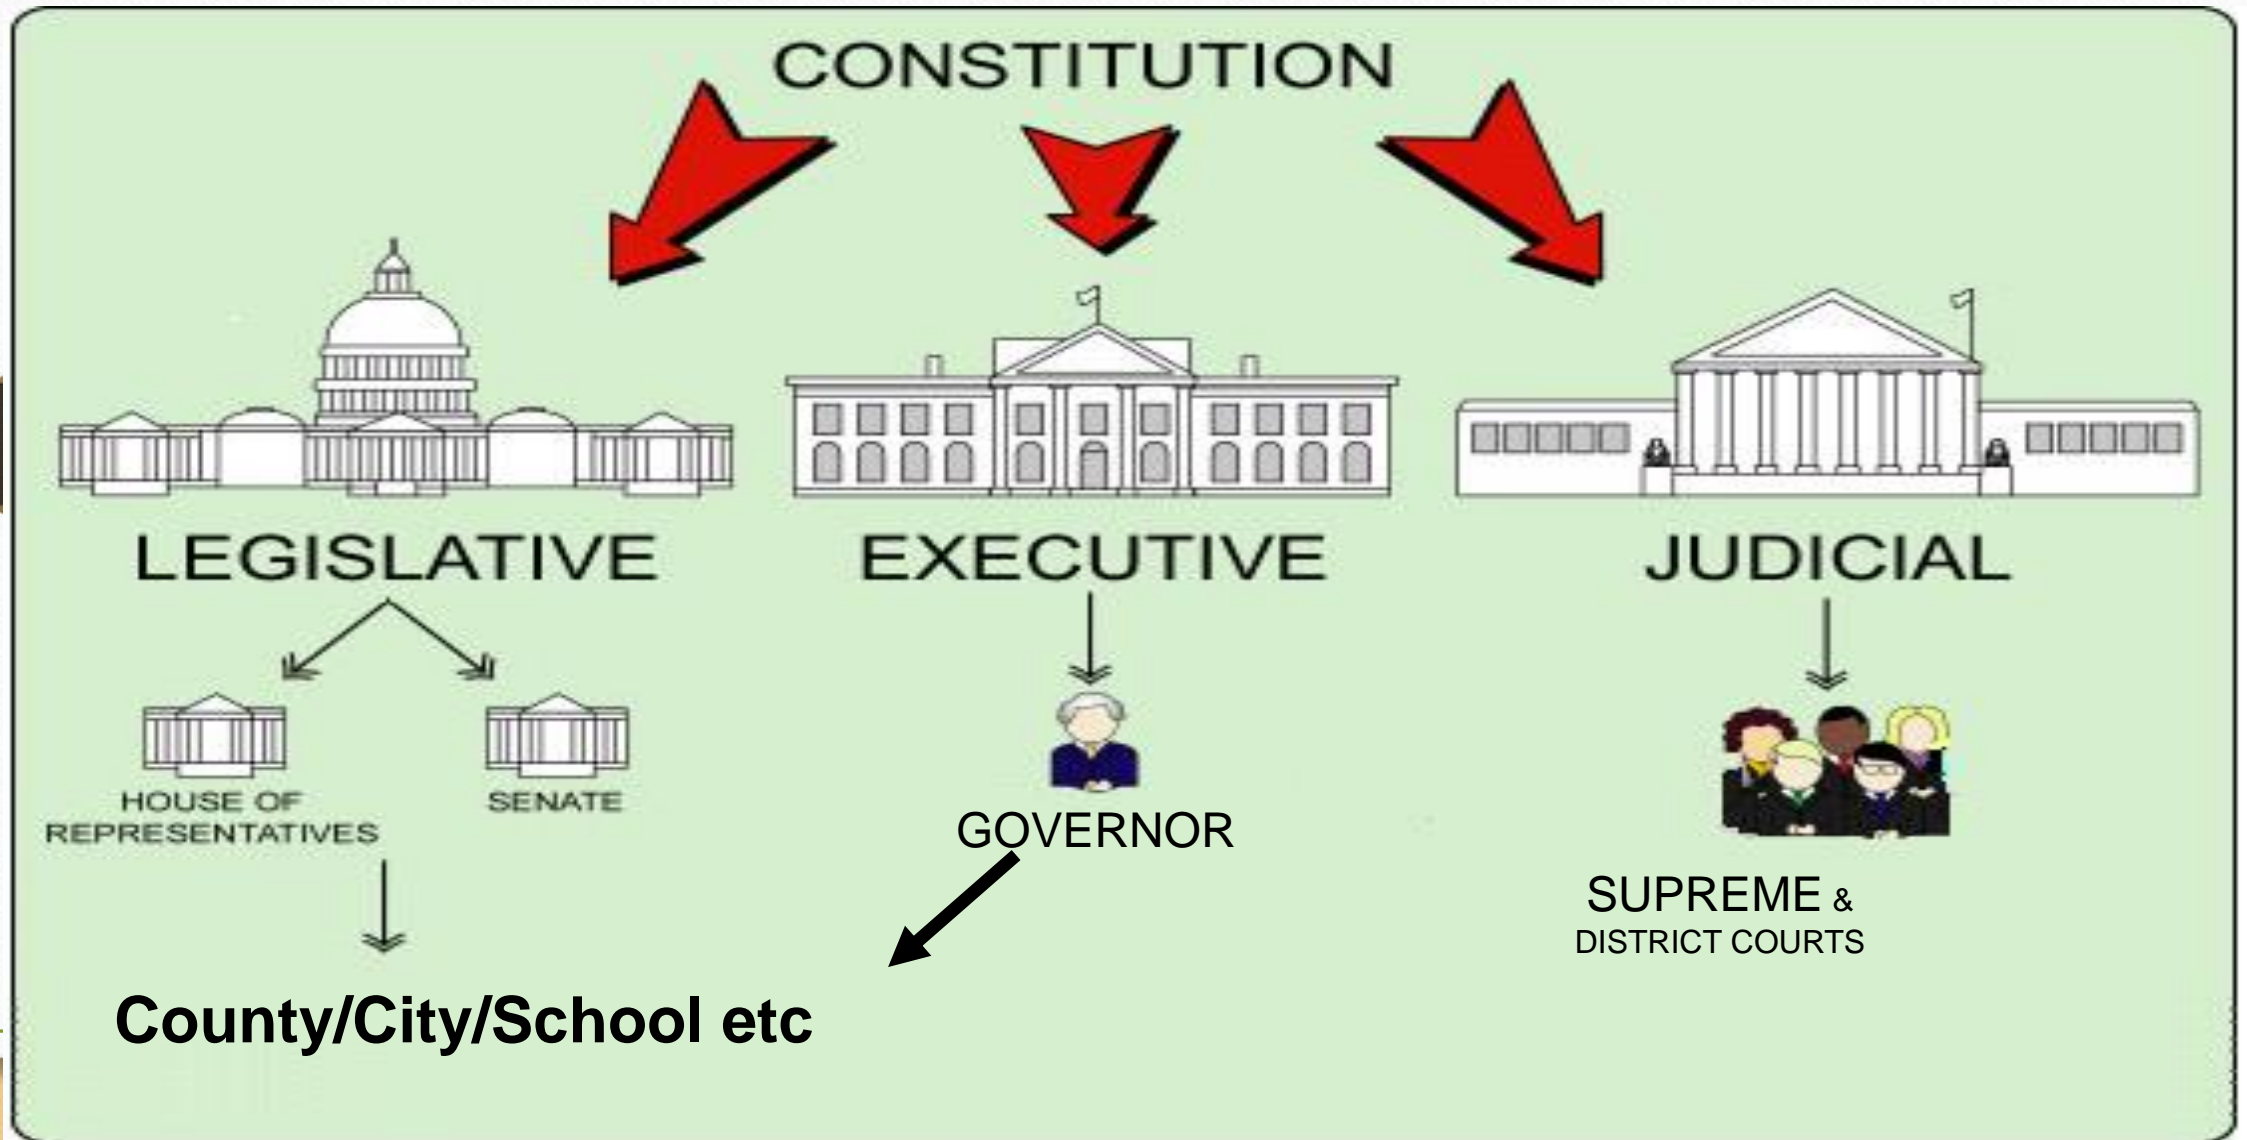 CONSTITUTION
LEGISLATIVE
EXECUTIVE
JUDICIAL
HOUSE OF
REPRESENTATIVES
SENATE
GOVERNOR
SUPREME &
DISTRICT COURTS
County/City/School etc